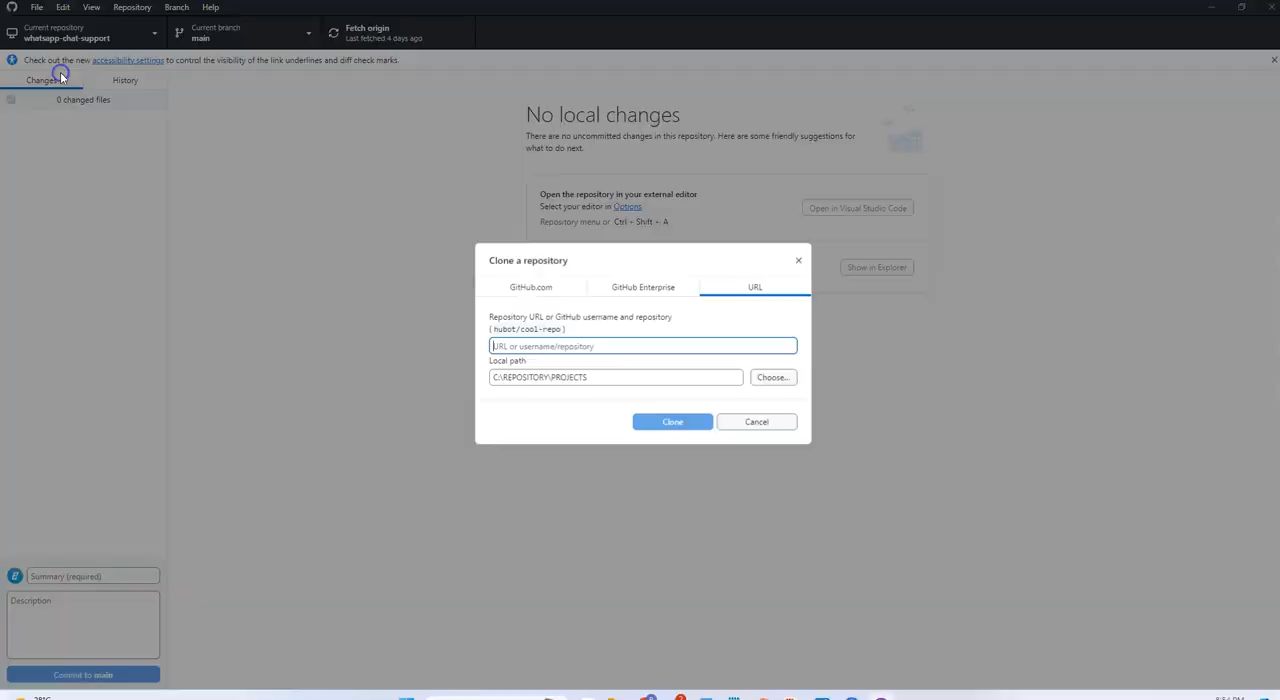 File Edit View Repository Branch Help
Current repository
whatsapp-chat-support
Current branch
main
Fetch origin
Last fetched 4 days ago
Check out the new accessibility settings to control the visibility of the link underlines and diff check marks.
Changes History
0 changed files
No local changes
There are no uncommitted changes in this repository. Here are some friendly suggestions for
what to do next.
Open the repository in your external editor
Select your editor in Options
Repository menu or Ctrl + Shift + A
Open in Visual Studio Code
Show in Explorer
Clone a repository
GitHub.com GitHub Enterprise URL
Repository URL or GitHub username and repository
(hubot/cool-repo)
URL or username/repository
Local path
C:\REPOSITORY\PROJECTS
Choose...
Clone Cancel
Summary (required)
Description
Commit to main